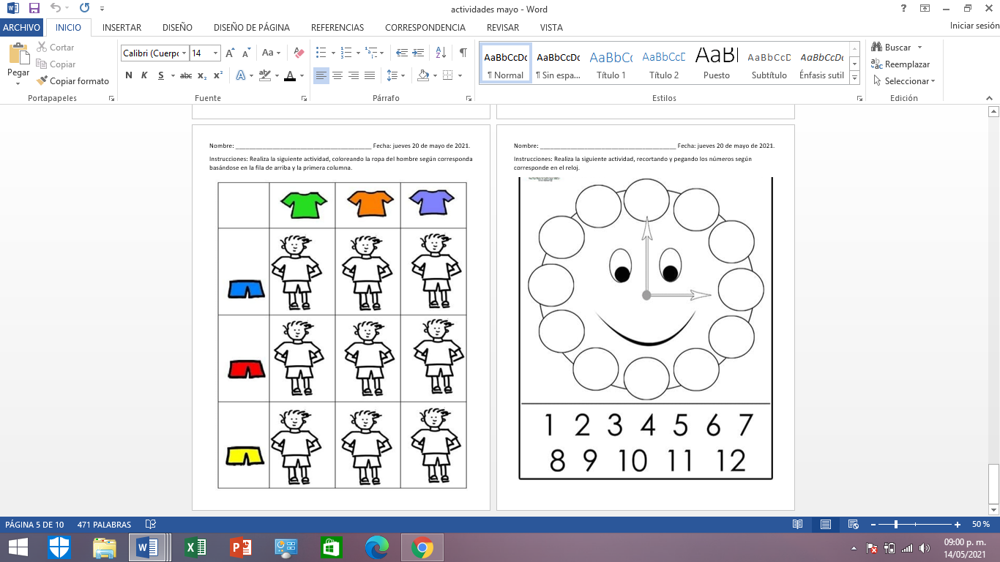 actividades mayo - Word
ARCHIVO INICIO INSERTAR DISEÑO DISEÑO DE PÁGINA REFERENCIAS CORRESPONDENCIA REVISAR VISTA Iniciar sesión
Pegar
Cortar
Copiar
Copiar formato
Portapapeles
Calibri (Cuerpo 14
Aa
N K S abc x₂ x²
Fuente
Párrafo
AaBbCcDc AaBbCcDc AaBbCc AaBbCcD AaB AaBbCcD AaBbCcDc
¶ Normal ¶ Sin espa... Título 1 Título 2 Puesto Subtítulo Énfasis sutil
Estilos
Buscar
Reemplazar
Seleccionar
Edición
Nombre: ________________________________________ Fecha: jueves 20 de mayo de 2021.
Instrucciones: Realiza la siguiente actividad, coloreando la ropa del hombre según corresponda
basándose en la fila de arriba y la primera columna.
Nombre: ________________________________________ Fecha: jueves 20 de mayo de 2021.
Instrucciones: Realiza la siguiente actividad, recortando y pegando los números según
corresponde en el reloj.
1 2 3 4 5 6 7
8 9 10 11 12
PÁGINA 5 DE 10 471 PALABRAS 50 %
09:00 p. m.
14/05/2021